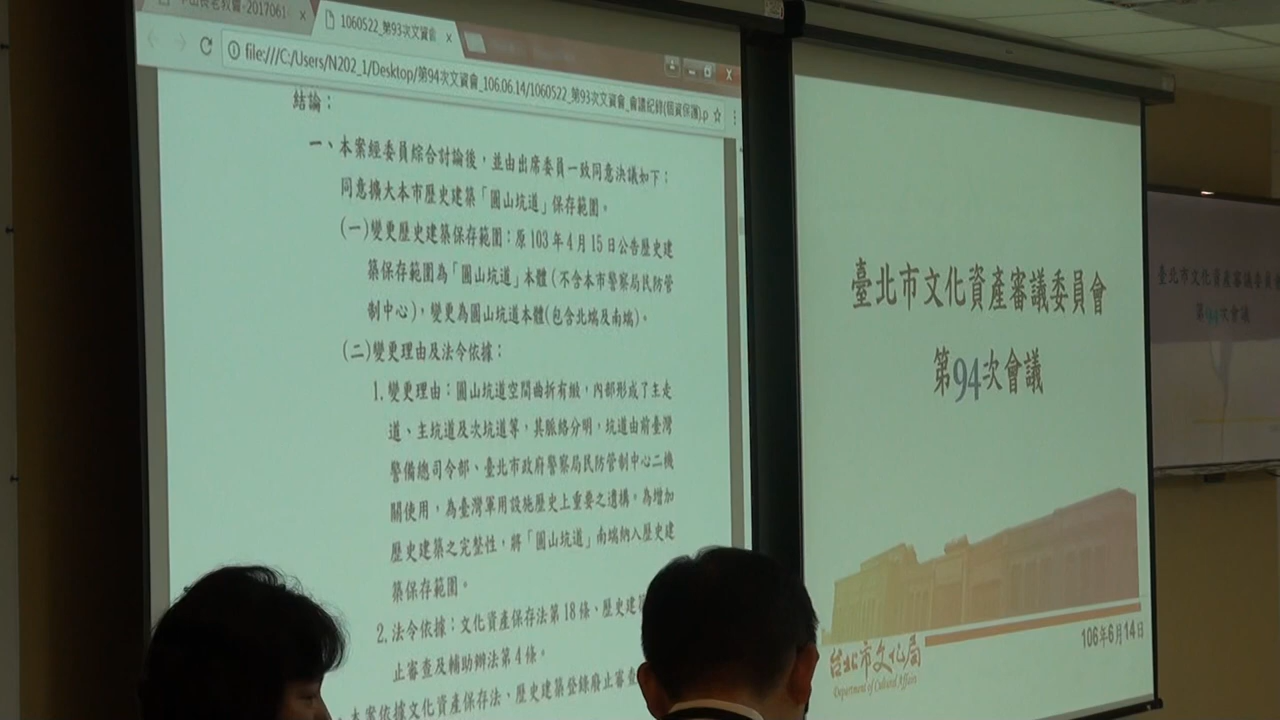 1060522_第93次文資會
file:///C:/Users/N202_1/Desktop/第94次文資會_106.06.14/1060522_第93次文資會_會議紀錄(個資保護).p
結論：
一、本案經委員綜合討論後，並由出席委員一致同意決議如下：
同意擴大本市歷史建築「圓山坑道」保存範圍。
(一)變更歷史建築保存範圍：原103年4月15日公告歷史建
築保存範圍為「圓山坑道」本體（不含本市警察局民防管
制中心），變更為圓山坑道本體(包含北端及南端)。
(二)變更理由及法令依據：
1.變更理由：圓山坑道空間曲折有緻，內部形成了主走
道、主坑道及次坑道等，其脈絡分明，坑道由前臺灣
警備總司令部、臺北市政府警察局民防管制中心二機
關使用，為臺灣軍用設施歷史上重要之遺構。為增加
歷史建築之完整性，將「圓山坑道」南端納入歷史建
築保存範圍。
2.法令依據：文化資產保存法第18條、歷史建
止審查及輔助辦法第4條。
本案依據文化資產保存法、歷史建築登錄廢止審查
臺北市文化資產審議委員會
第94次會議
106年6月14日
台北市文化局
Department of Cultural Affairs
臺北市文化資產審議委員會
第94次會議